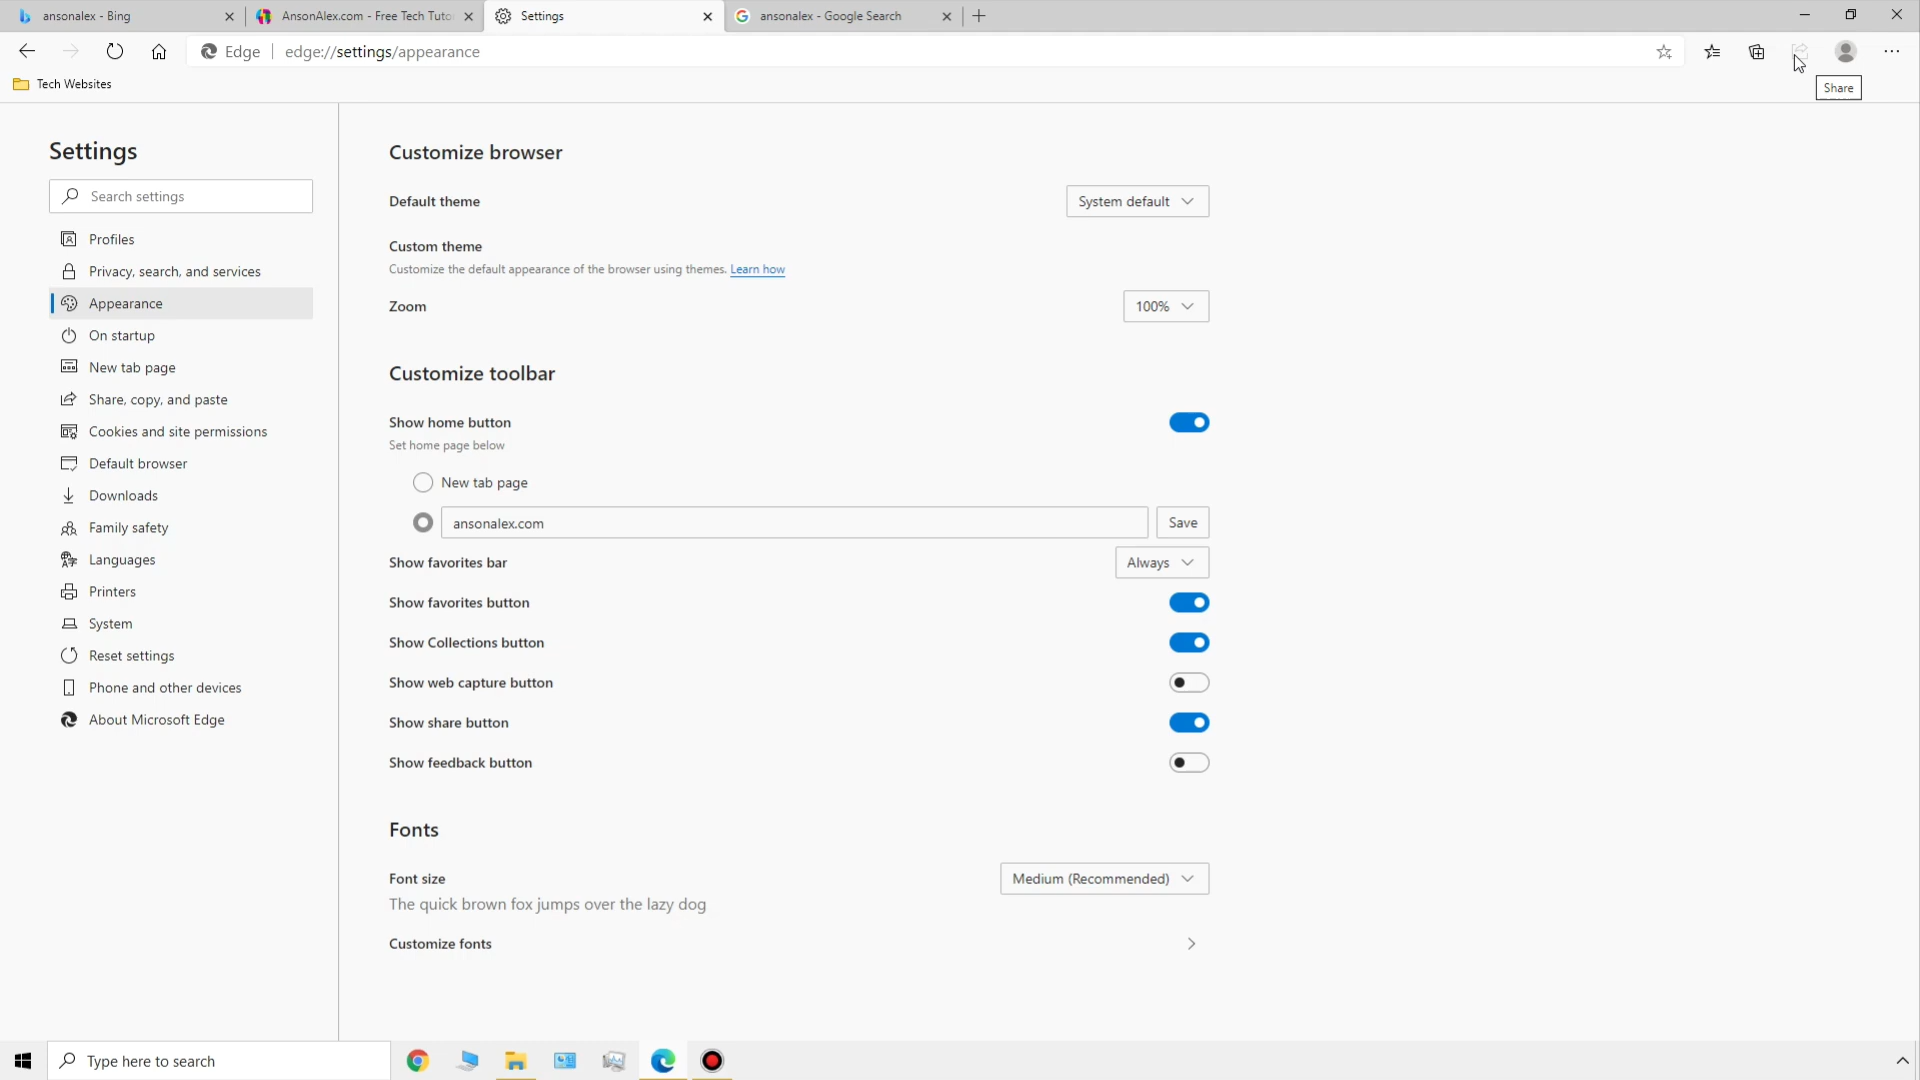 ansonalex - Bing
AnsonAlex.com - Free Tech Tutor
Settings
ansonalex - Google Search
Edge
edge://settings/appearance
Tech Websites
Share
Settings
Search settings
Profiles
Privacy, search, and services
Appearance
On startup
New tab page
Share, copy, and paste
Cookies and site permissions
Default browser
Downloads
Family safety
Languages
Printers
System
Reset settings
Phone and other devices
About Microsoft Edge
Customize browser
Default theme
System default
Custom theme
Customize the default appearance of the browser using themes. Learn how
Zoom
100%
Customize toolbar
Show home button
Set home page below
New tab page
ansonalex.com
Save
Show favorites bar
Always
Show favorites button
Show Collections button
Show web capture button
Show share button
Show feedback button
Fonts
Font size
Medium (Recommended)
The quick brown fox jumps over the lazy dog
Customize fonts
Type here to search